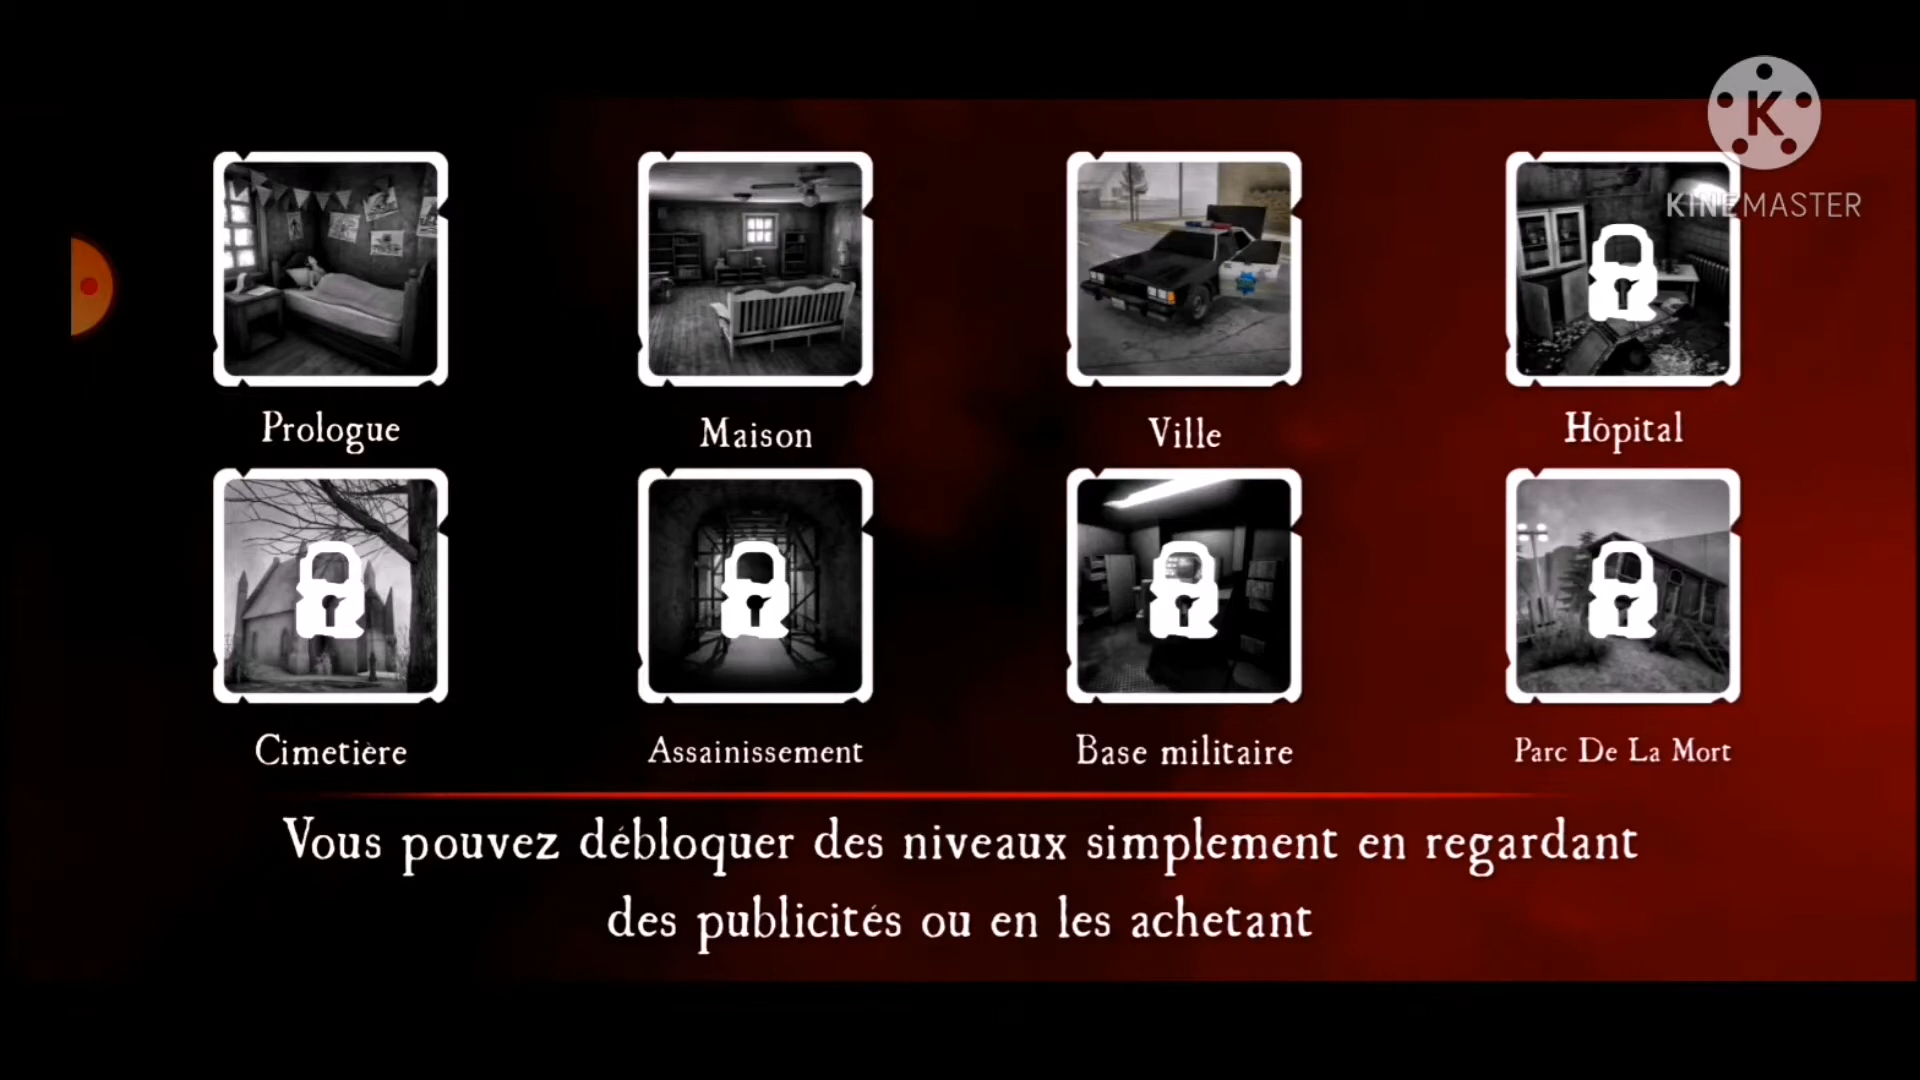 K
KINEMASTER
Prologue
Maison
Ville
Hôpital
Cimetière
Assainissement
Base militaire
Parc De La Mort
Vous pouvez débloquer des niveaux simplement en regardant
des publicités ou en les achetant